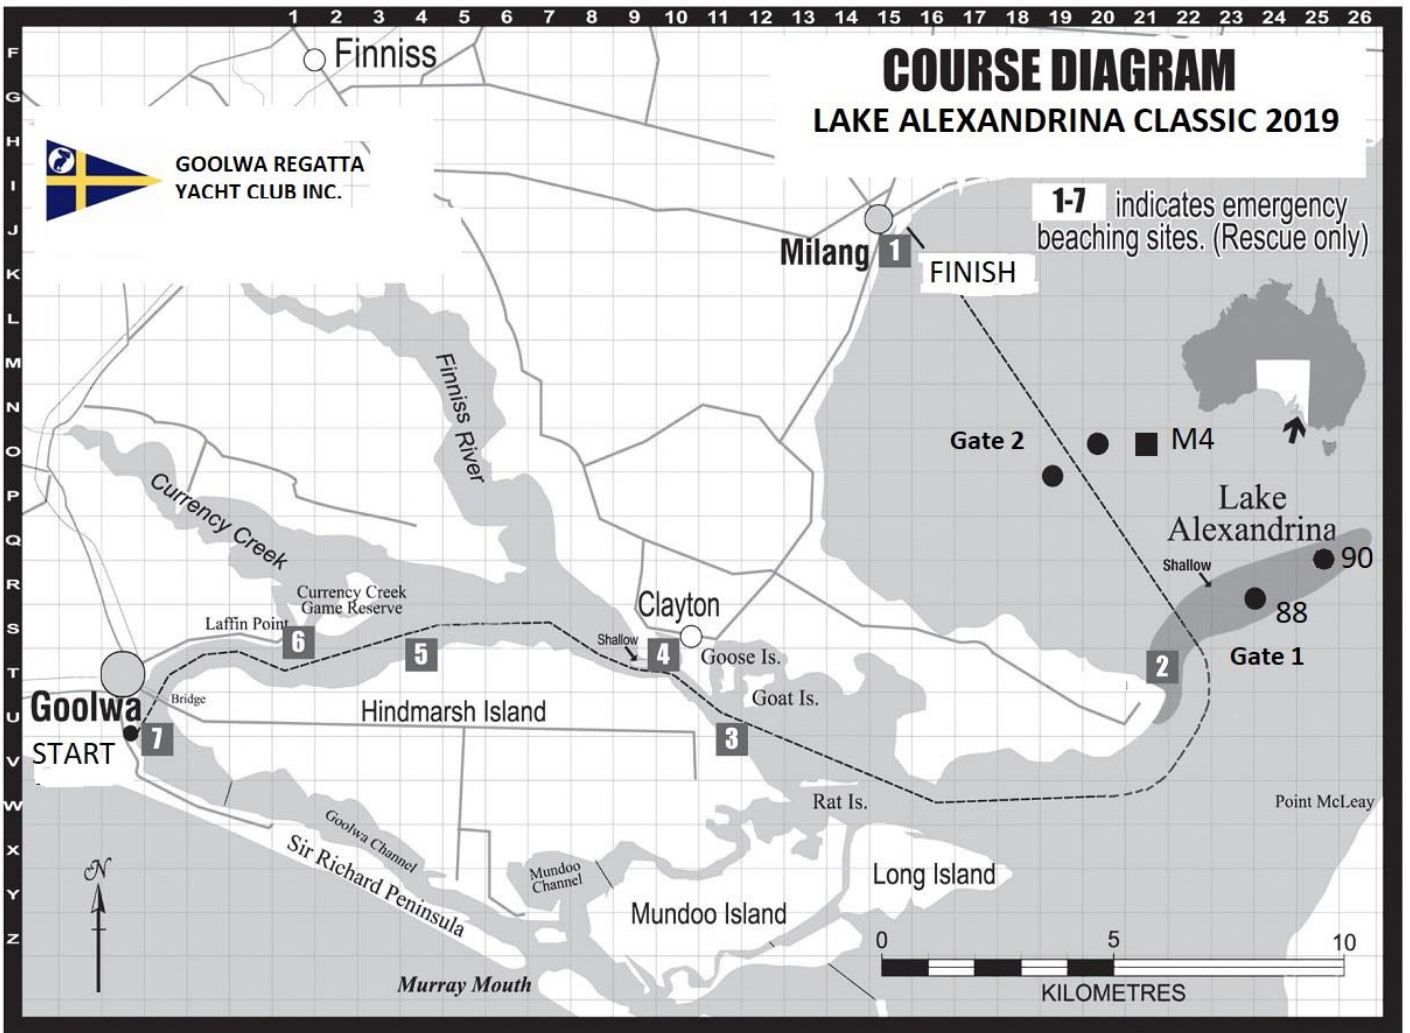 1 2 3 4 5 6 7 8 9 10 11 12 13 14 15 16 17 18 19 20 21 22 23 24 25 26
F
G
H
I
J
K
L
M
N
O
P
Q
R
S
T
U
V
W
X
Y
Z
Finniss
COURSE DIAGRAM
LAKE ALEXANDRINA CLASSIC 2019
GOOLWA REGATTA
YACHT CLUB INC.
1-7 indicates emergency
beaching sites. (Rescue only)
Milang 1
FINISH
Finniss River
Gate 2
M4
Currency Creek
Lake
Alexandrina
Shallow
90
88
Gate 1
Currency Creek
Game Reserve
Laffin Point
6
5
Clayton
Shallow
4
Goose Is.
2
Goat Is.
Bridge
Goolwa
START
7
Hindmarsh Island
3
Rat Is.
Point McLeay
Goolwa Channel
Sir Richard Peninsula
Mundoo
Channel
Long Island
Mundoo Island
N
Murray Mouth
0 5 10
KILOMETRES